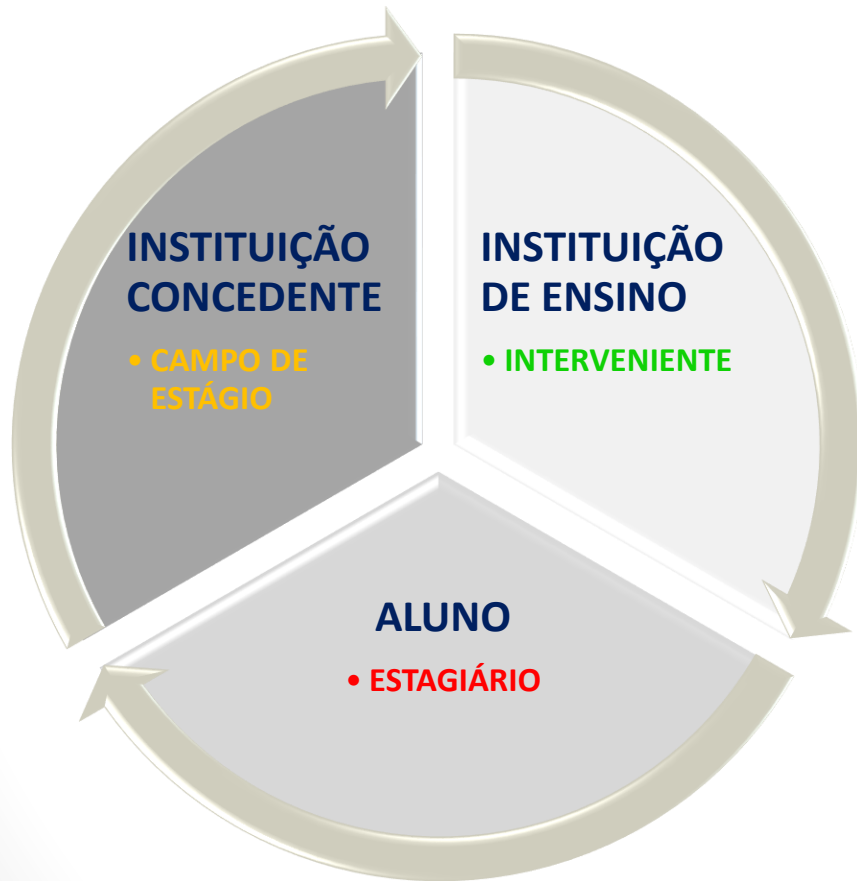 INSTITUIÇÃO
CONCEDENTE
• CAMPO DE
ESTÁGIO
INSTITUIÇÃO
DE ENSINO
• INTERVENIENTE
ALUNO
• ESTAGIÁRIO